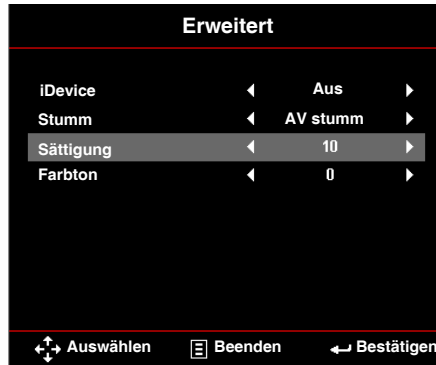 Erweitert
iDevice Aus
Stumm AV stumm
Sättigung 10
Farbton 0
Auswählen Beenden Bestätigen